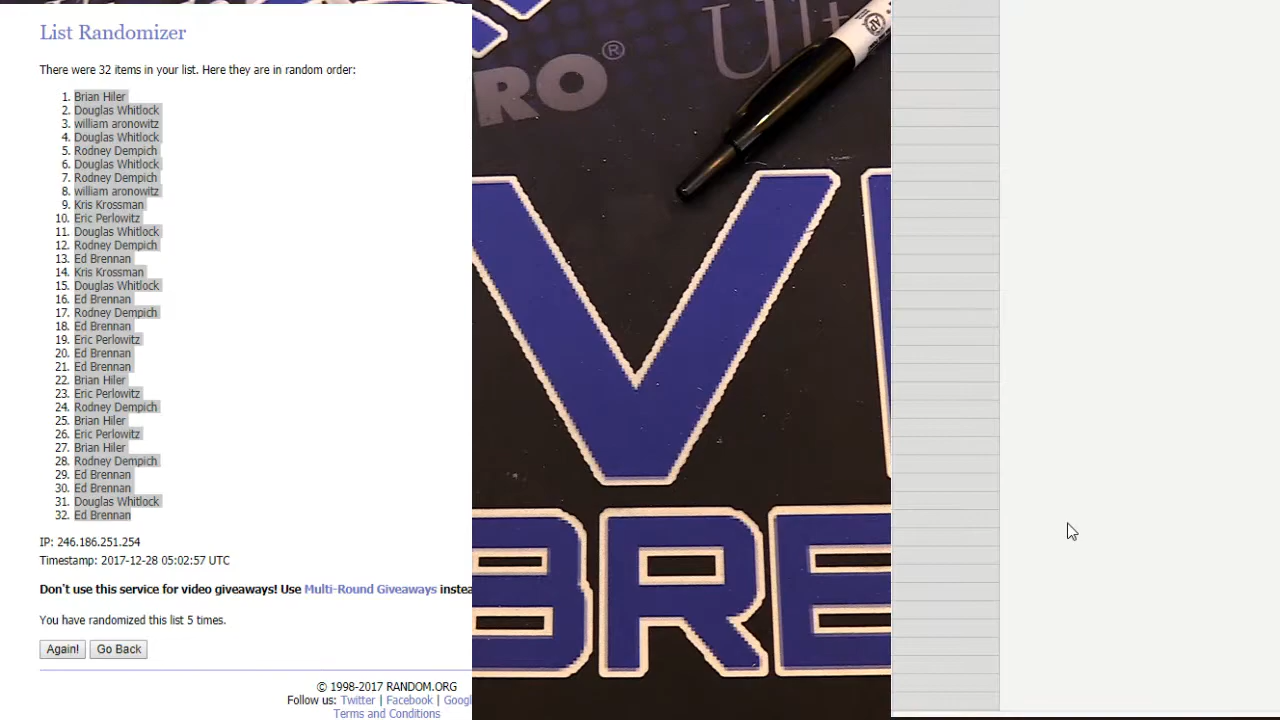 List Randomizer
There were 32 items in your list. Here they are in random order:
1. Brian Hiler
2. Douglas Whitlock
3. william aronowitz
4. Douglas Whitlock
5. Rodney Dempich
6. Douglas Whitlock
7. Rodney Dempich
8. william aronowitz
9. Kris Krossman
10. Eric Perlowitz
11. Douglas Whitlock
12. Rodney Dempich
13. Ed Brennan
14. Kris Krossman
15. Douglas Whitlock
16. Ed Brennan
17. Rodney Dempich
18. Ed Brennan
19. Eric Perlowitz
20. Ed Brennan
21. Ed Brennan
22. Brian Hiler
23. Eric Perlowitz
24. Rodney Dempich
25. Brian Hiler
26. Eric Perlowitz
27. Brian Hiler
28. Rodney Dempich
29. Ed Brennan
30. Ed Brennan
31. Douglas Whitlock
32. Ed Brennan
IP: 246.186.251.254
Timestamp: 2017-12-28 05:02:57 UTC
Don't use this service for video giveaways! Use Multi-Round Giveaways instea
You have randomized this list 5 times.
Again! Go Back
© 1998-2017 RANDOM.ORG
Follow us: Twitter | Facebook | Googl
Terms and Conditions
RO®
Ult
V
BRE